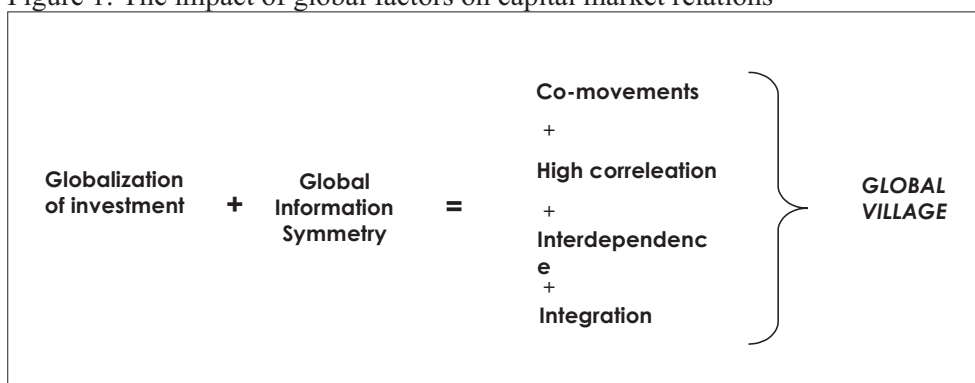 Figure 1. The impact of global factors on capital market relations
Globalization
of investment
+
Global
Information
Symmetry
=
Co-movements
+
High correleation
+
Interdependenc
e
+
Integration
GLOBAL
VILLAGE